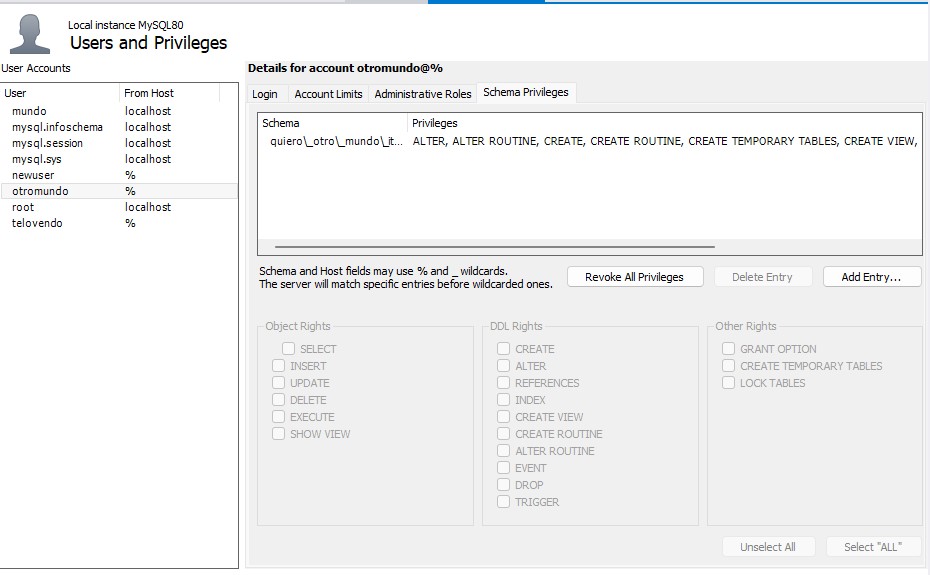 Local instance MySQL80
Users and Privileges
User Accounts
User From Host
mundo localhost
mysql.infoschema localhost
mysql.session localhost
mysql.sys localhost
newuser %
otromundo %
root localhost
telovendo %
Details for account otromundo@%
Login Account Limits Administrative Roles Schema Privileges
Schema Privileges
quiero\_otro\_mundo\_it... ALTER, ALTER ROUTINE, CREATE, CREATE ROUTINE, CREATE TEMPORARY TABLES, CREATE VIEW,
Schema and Host fields may use % and _ wildcards.
The server will match specific entries before wildcarded ones.
Revoke All Privileges Delete Entry Add Entry...
Object Rights
SELECT
INSERT
UPDATE
DELETE
EXECUTE
SHOW VIEW
DDL Rights
CREATE
ALTER
REFERENCES
INDEX
CREATE VIEW
CREATE ROUTINE
ALTER ROUTINE
EVENT
DROP
TRIGGER
Other Rights
GRANT OPTION
CREATE TEMPORARY TABLES
LOCK TABLES
Unselect All Select "ALL"